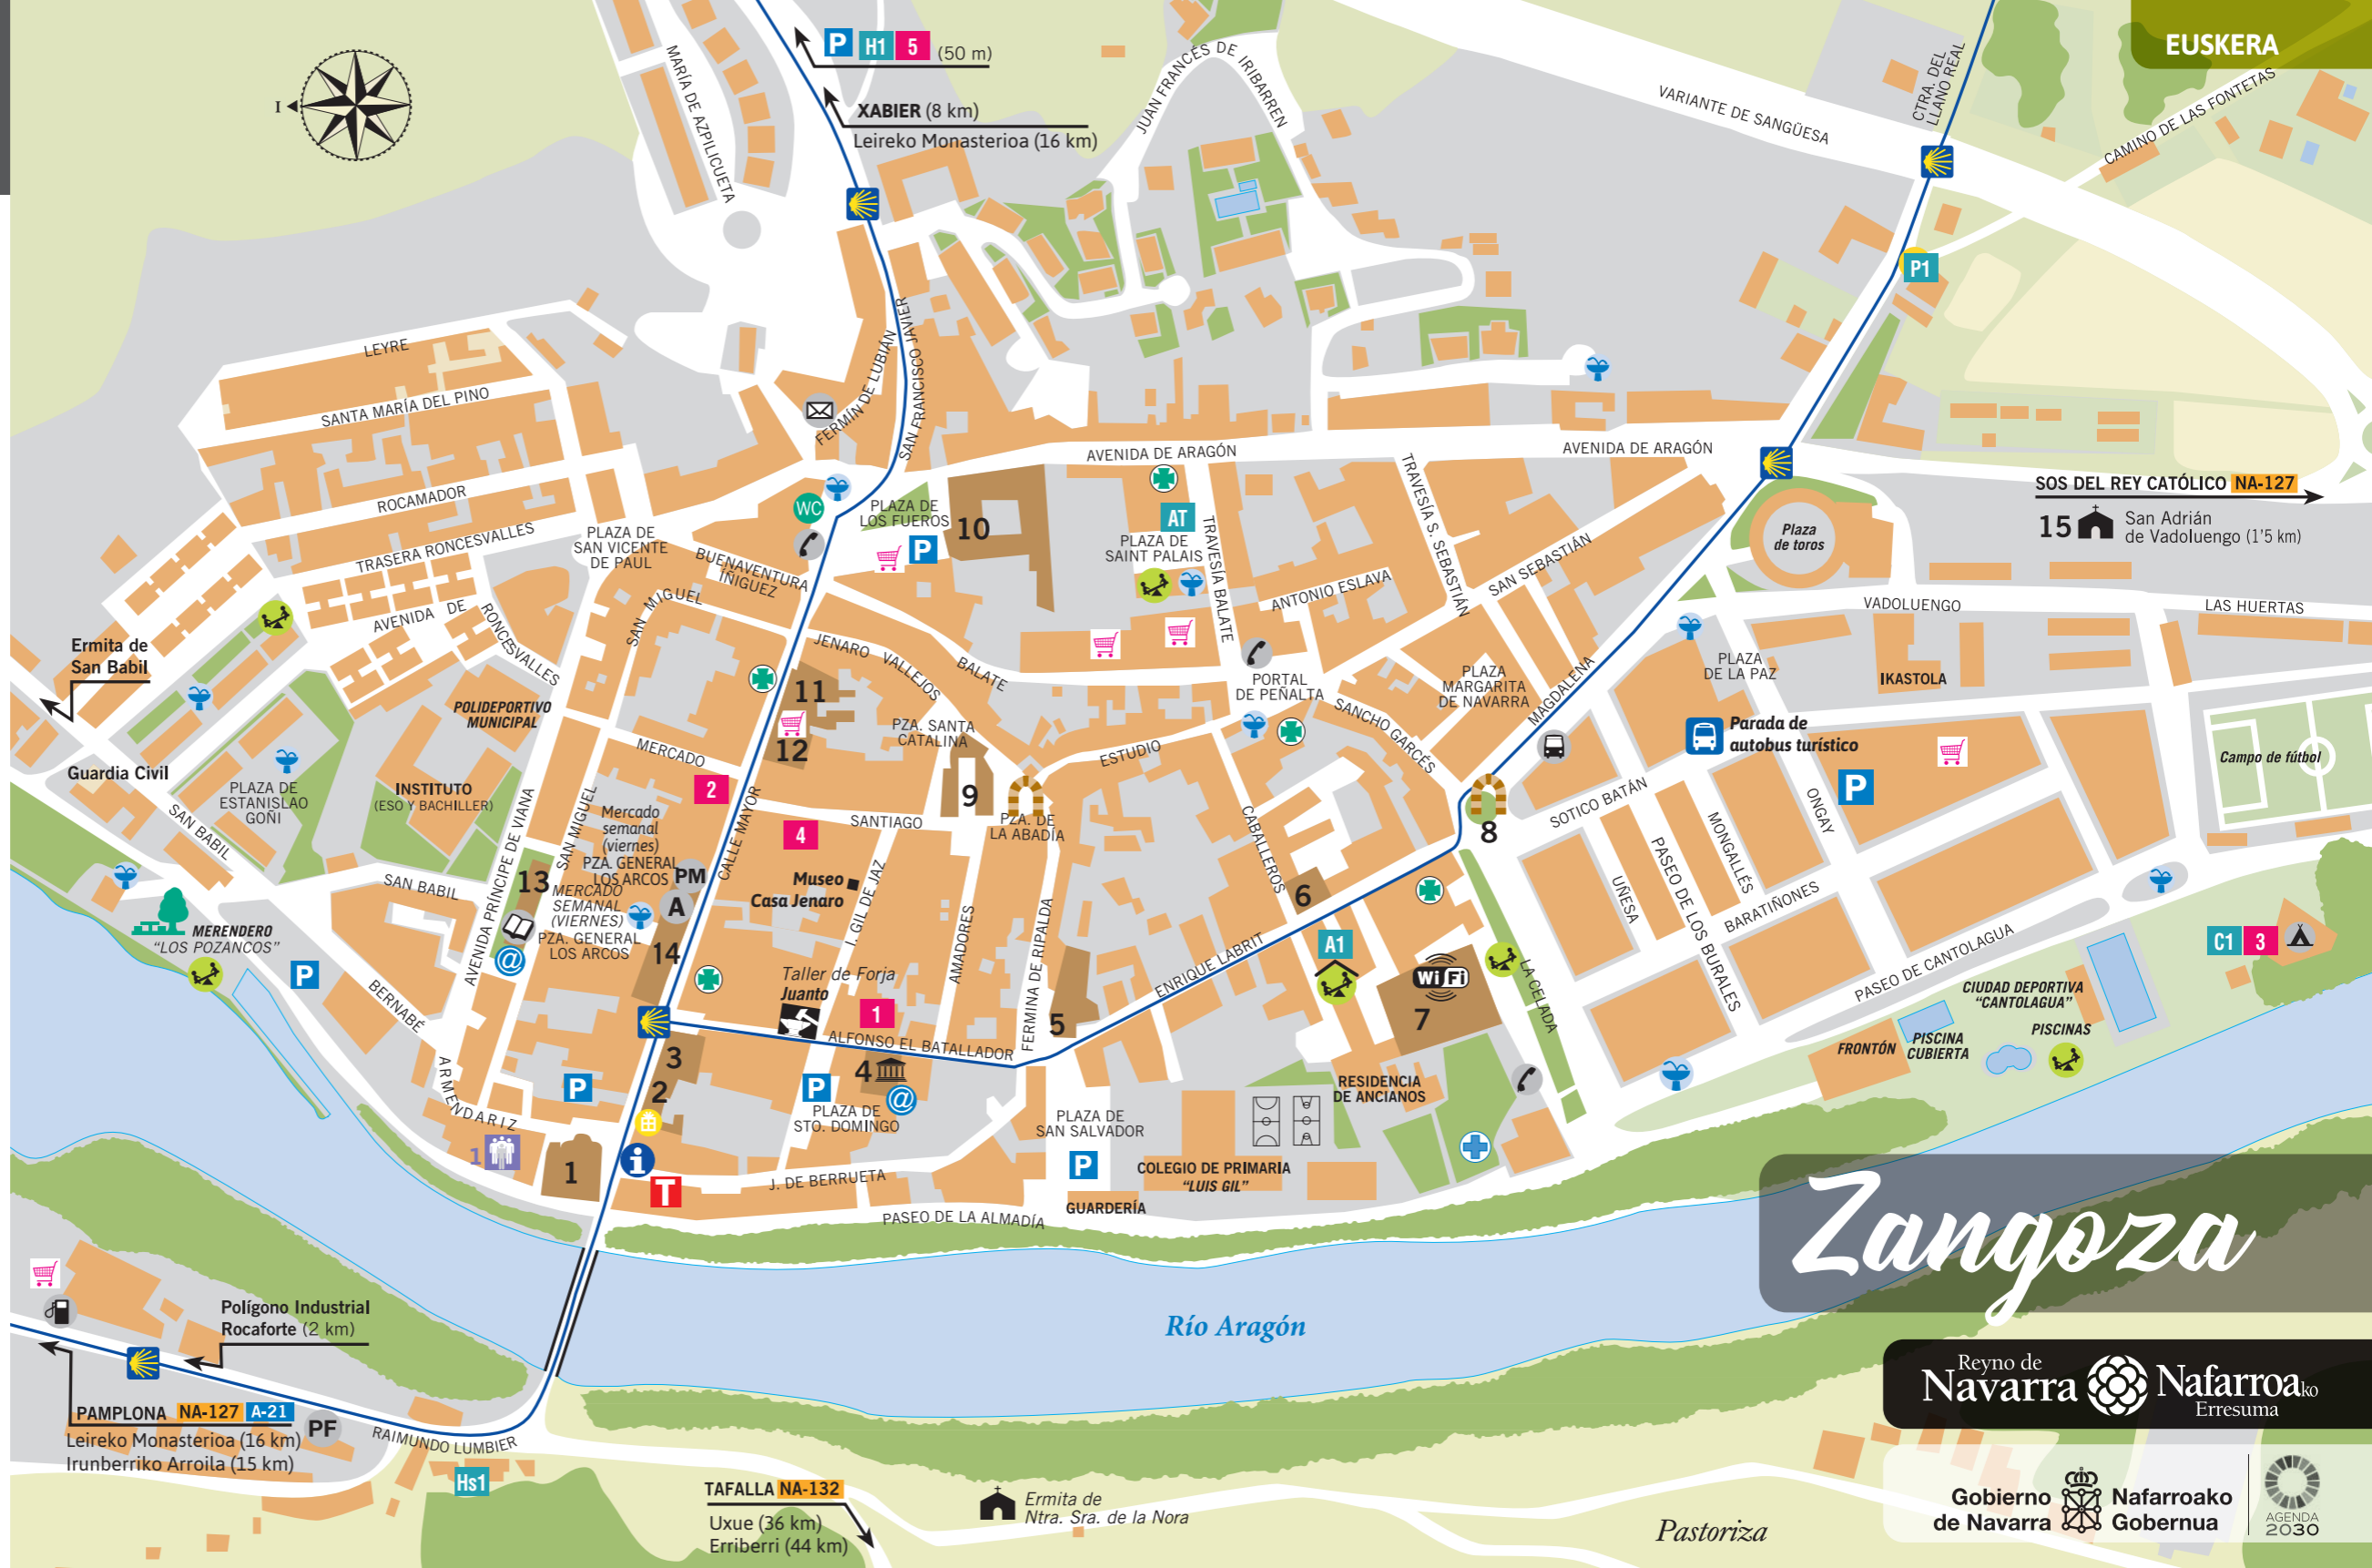 EUSKERA
P H1 5 (50 m)
XABIER (8 km)
Leireko Monasterioa (16 km)
I
MARÍA DE AZPILICUETA
JUAN FRANCÉS DE IRIBARREN
VARIANTE DE SANGÜESA
CTRA. DEL
LLANO REAL
CAMINO DE LAS FONTETAS
P1
LEYRE
SANTA MARÍA DEL PINO
ROCAMADOR
TRASERA RONCESVALLES
AVENIDA DE
RONCESVALLES
FERMÍN DE LUBIÁN
SAN FRANCISCO JAVIER
AVENIDA DE ARAGÓN
AVENIDA DE ARAGÓN
SOS DEL REY CATÓLICO NA-127
15 San Adrián
de Vadoluengo (1'5 km)
WC
PLAZA DE
LOS FUEROS
10
P
AT
PLAZA DE
SAINT PALAIS
TRAVESÍA BALATE
TRAVESÍA S. SEBASTIÁN
SAN SEBASTIÁN
ANTONIO ESLAVA
Plaza
de toros
PLAZA DE
SAN VICENTE
DE PAUL
BUENAVENTURA
ÍÑIGUEZ
SAN MIGUEL
JENARO VALLEJOS
BALATE
VADOLUENGO
LAS HUERTAS
Ermita de
San Babil
POLIDEPORTIVO
MUNICIPAL
11
12
PZA. SANTA
CATALINA
PORTAL
DE PEÑALTA
PLAZA
MARGARITA
DE NAVARRA
SANCHO GARCÉS
MAGDALENA
PLAZA
DE LA PAZ
IKASTOLA
Parada de
autobus turístico
Campo de fútbol
Guardia Civil
PLAZA DE
ESTANISLAO
GOÑI
INSTITUTO
(ESO Y BACHILLER)
MERCADO
2
ESTUDIO
9
PZA. DE
LA ABADÍA
8
SOTICO BATÁN
P
ONGAY
MONGALLÉS
PASEO DE LOS BURALES
UÑESA
BARATIÑONES
SAN BABIL
SAN BABIL
AVENIDA PRÍNCIPE DE VIANA
SAN MIGUEL
Mercado
semanal
(viernes)
PZA. GENERAL
LOS ARCOS
PM
A
13
MERCADO
SEMANAL
(VIERNES)
PZA. GENERAL
LOS ARCOS
@
14
CALLE MAYOR
4
SANTIAGO
Museo
Casa Jenaro
I. GIL DE JAZ
AMADORES
FERMINA DE RIPALDA
CABALLEROS
6
ENRIQUE LABRIT
A1
WiFi
7
LA CELADA
PASEO DE CANTOLAGUA
C1 3
CIUDAD DEPORTIVA
“CANTOLAGUA”
PISCINAS
PISCINA
CUBIERTA
FRONTÓN
MERENDERO
“LOS POZANCOS”
P
BERNABÉ
ARMENDARIZ
Taller de Forja
Juanto
1
ALFONSO EL BATALLADOR
5
3
2
P
P
4
@
PLAZA DE
STO. DOMINGO
PLAZA DE
SAN SALVADOR
P
RESIDENCIA
DE ANCIANOS
COLEGIO DE PRIMARIA
“LUIS GIL”
GUARDERÍA
1
1
i
T
J. DE BERRUETA
PASEO DE LA ALMADÍA
Zangoza
Río Aragón
Polígono Industrial
Rocaforte (2 km)
PAMPLONA NA-127 A-21
Leireko Monasterioa (16 km)
Irunberriko Arroila (15 km)
PF
RAIMUNDO LUMBIER
Hs1
TAFALLA NA-132
Uxue (36 km)
Erriberri (44 km)
Ermita de
Ntra. Sra. de la Nora
Pastoriza
Reyno de
Navarra
Nafarroako
Erresuma
Gobierno
de Navarra
Nafarroako
Gobernua
AGENDA
2030